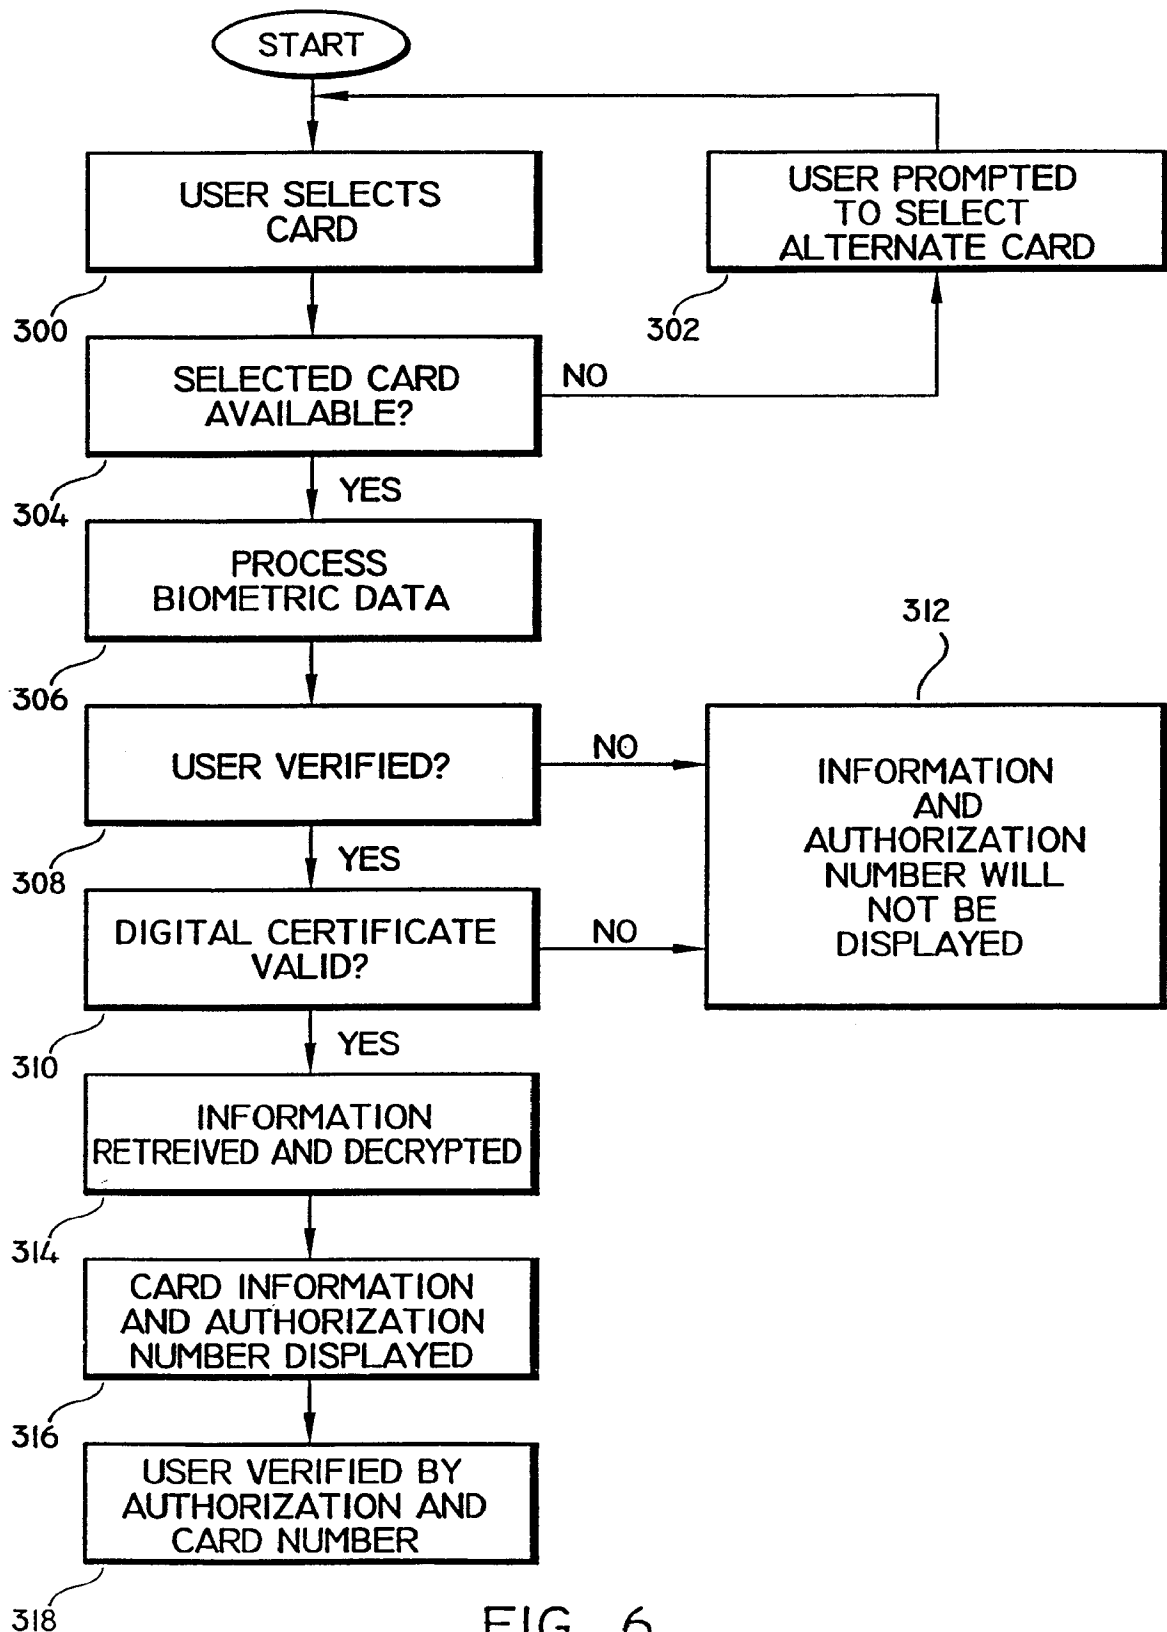 START
USER SELECTS
CARD
300
USER PROMPTED
TO SELECT
ALTERNATE CARD
302
SELECTED CARD
AVAILABLE?
NO
304
YES
PROCESS
BIOMETRIC DATA
306
312
USER VERIFIED?
NO
308
YES
INFORMATION
AND
AUTHORIZATION
NUMBER WILL
NOT BE
DISPLAYED
DIGITAL CERTIFICATE
VALID?
NO
310
YES
INFORMATION
RETREIVED AND DECRYPTED
314
CARD INFORMATION
AND AUTHORIZATION
NUMBER DISPLAYED
316
USER VERIFIED BY
AUTHORIZATION AND
CARD NUMBER
318
FIG. 6